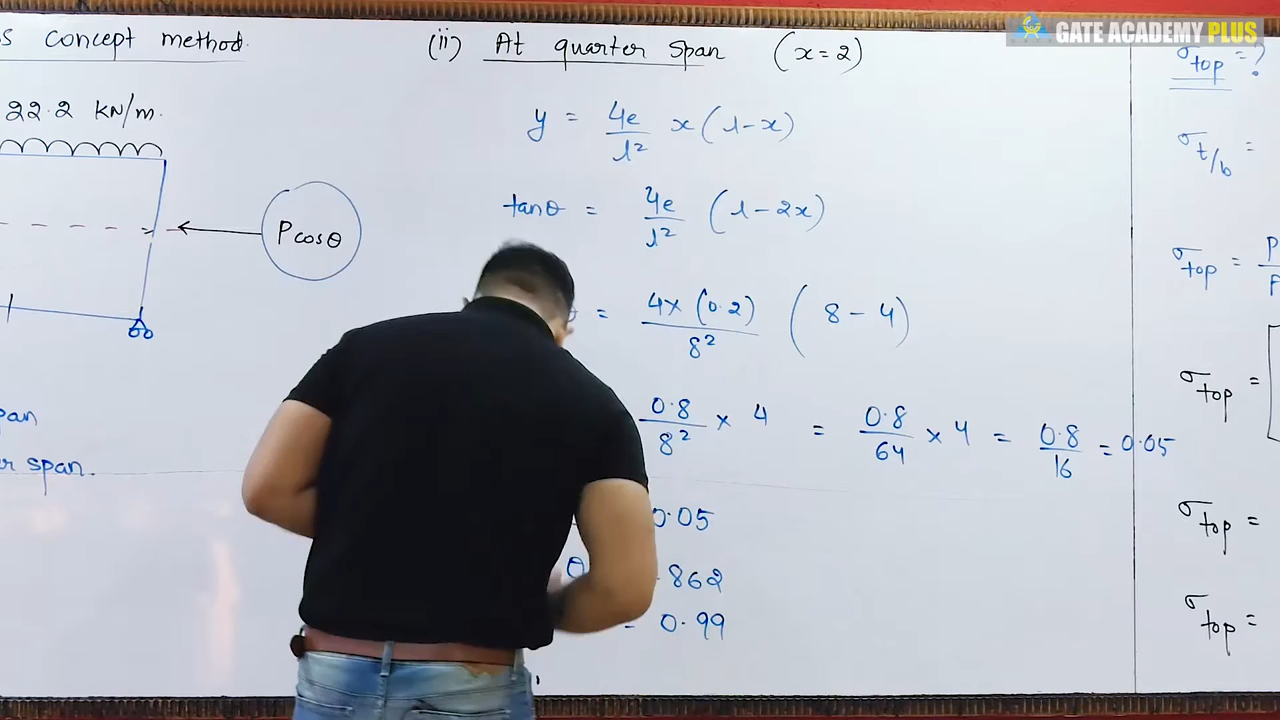 s concept method.
22.2 kN/m.
P cosθ
span.
(ii) At quarter span (x=2)
y = 4e/l² x(l-x)
tanθ = 4e/l² (l-2x)
= 4x(0.2)/8² (8-4)
0.8/8² x 4 = 0.8/64 x 4 = 0.8/16 = 0.05
0.05
θ .862
= 0.99
GATE ACADEMY PLUS
σtop = ?
σt/b =
σtop = P
σtop =
σtop =
σtop =